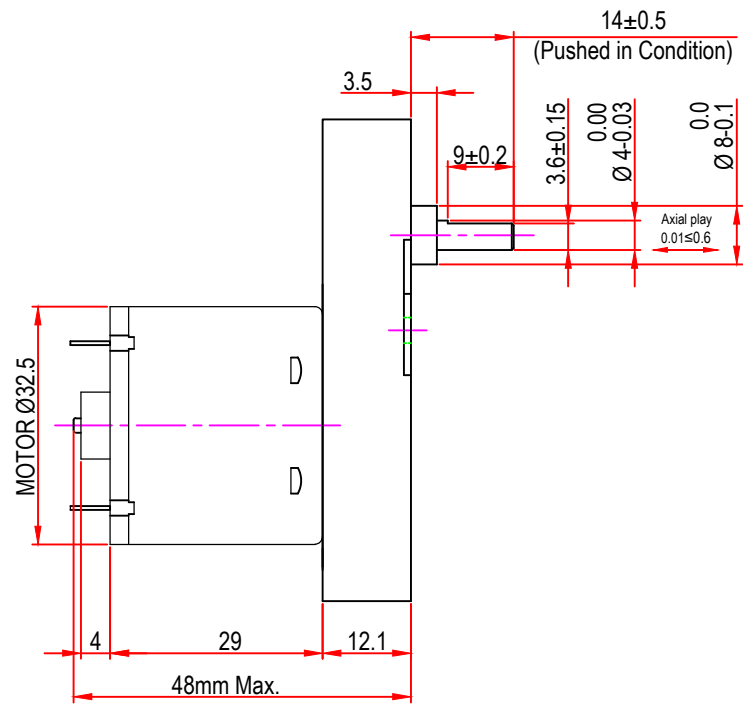 14±0.5
(Pushed in Condition)
3.5
9±0.2
3.6±0.15
0.00
Ø 4-0.03
0.0
Ø 8-0.1
Axial play
0.01≤0.6
MOTOR Ø32.5
4
29
12.1
48mm Max.